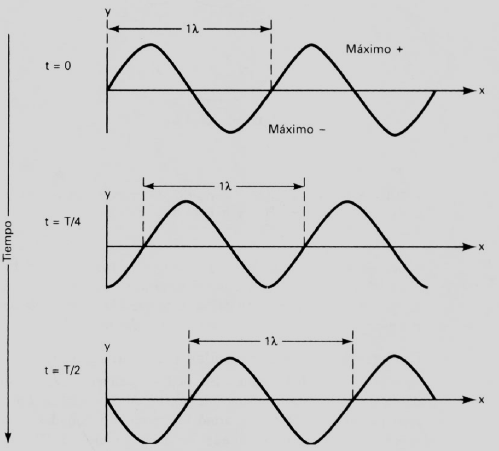 y
1λ
t = 0
Máximo +
x
Máximo −
y
1λ
t = T/4
x
Tiempo
y
1λ
t = T/2
x